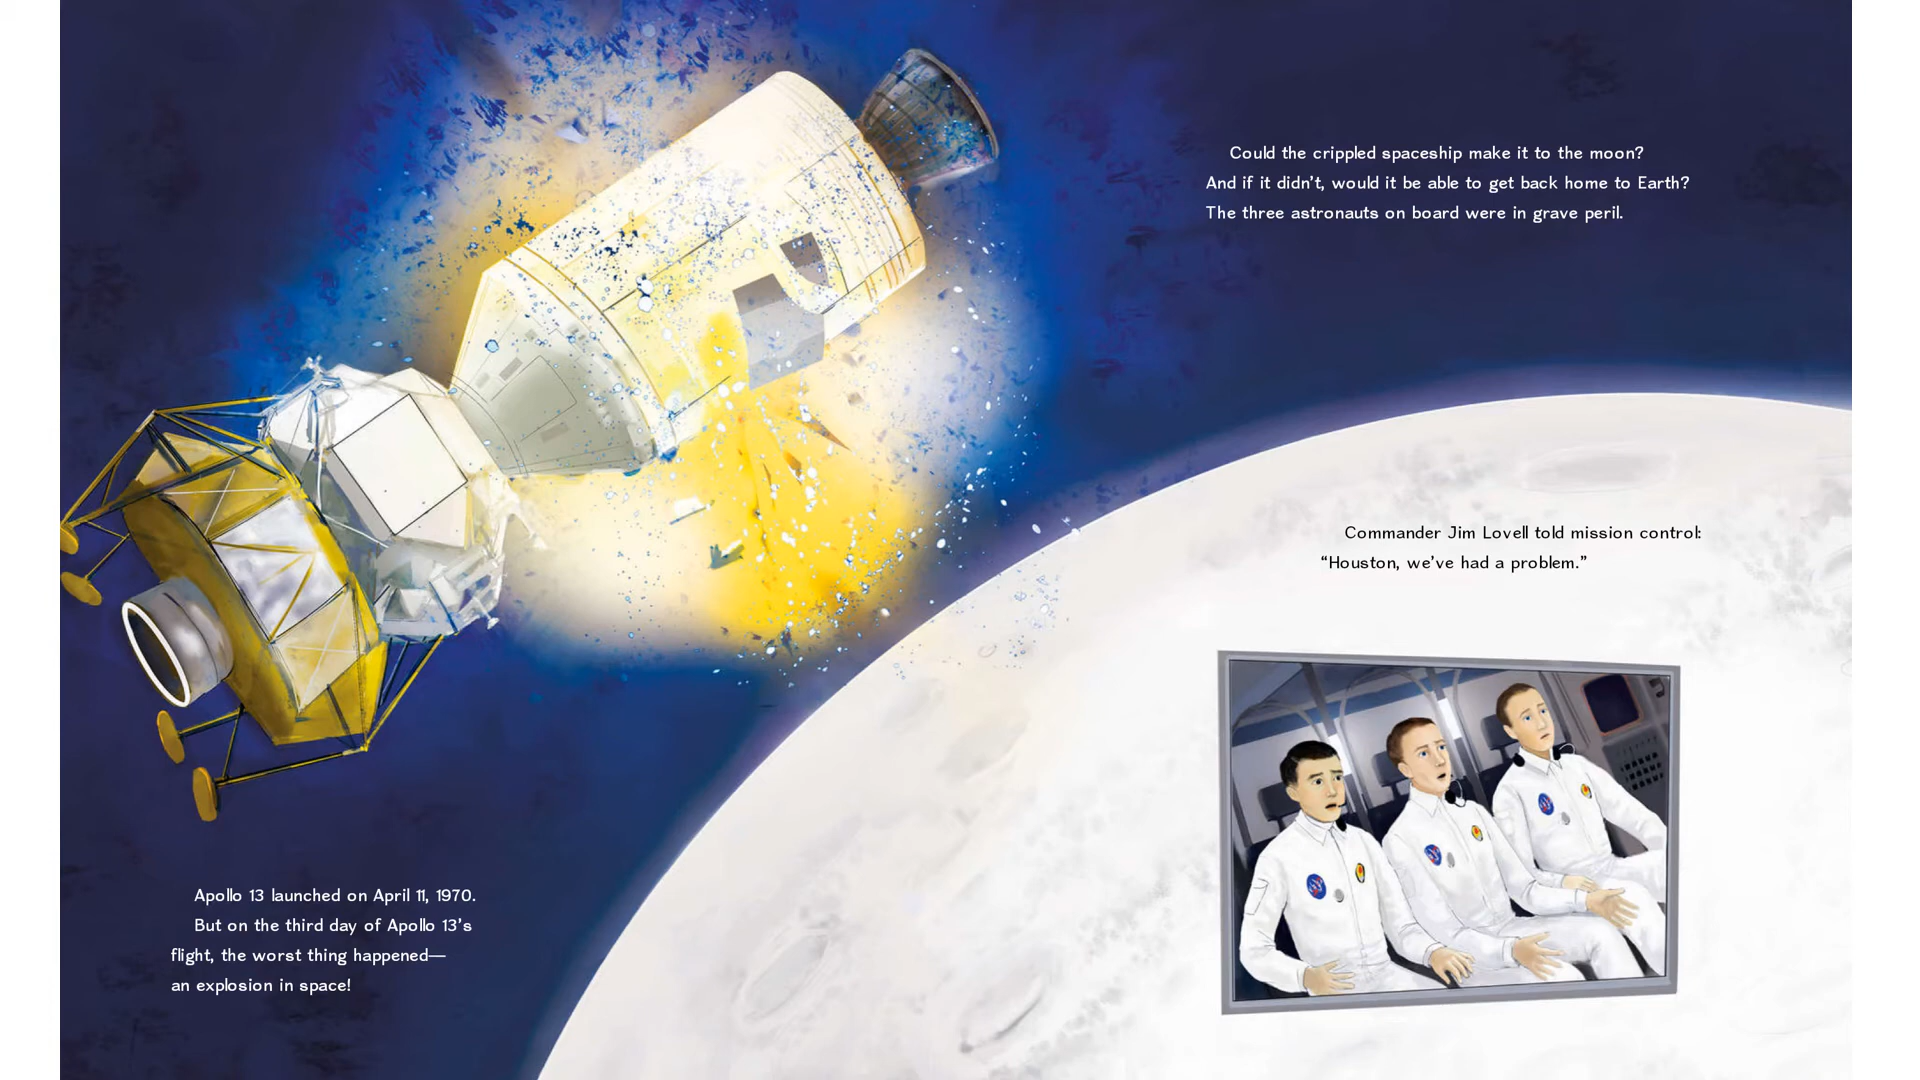 Apollo 13 launched on April 11, 1970.
But on the third day of Apollo 13's
flight, the worst thing happened—
an explosion in space!
Could the crippled spaceship make it to the moon?
And if it didn't, would it be able to get back home to Earth?
The three astronauts on board were in grave peril.
Commander Jim Lovell told mission control:
“Houston, we've had a problem.”